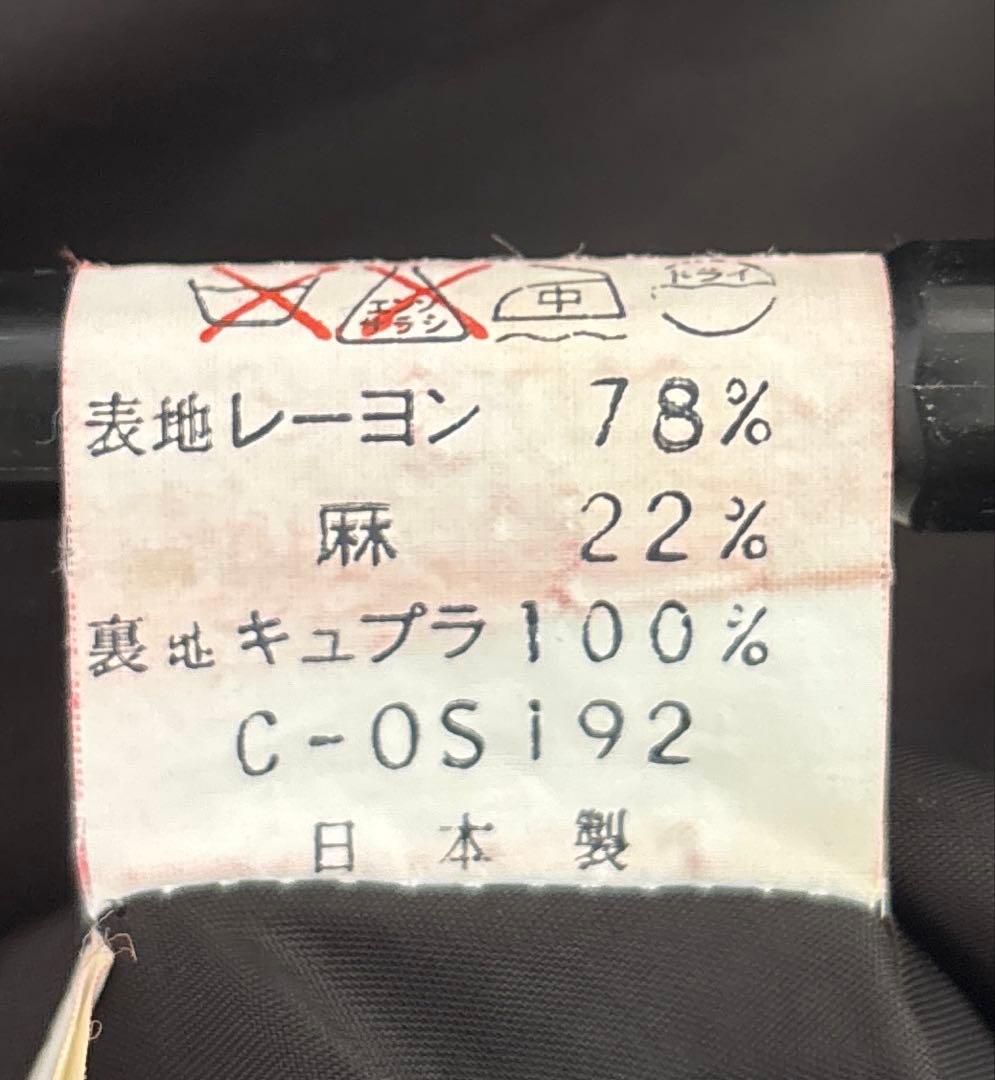 エンソ サラシ 中 ドライ
表地レーヨン 78%
麻 22%
裏地キュプラ100%
C-OSi92
日本製